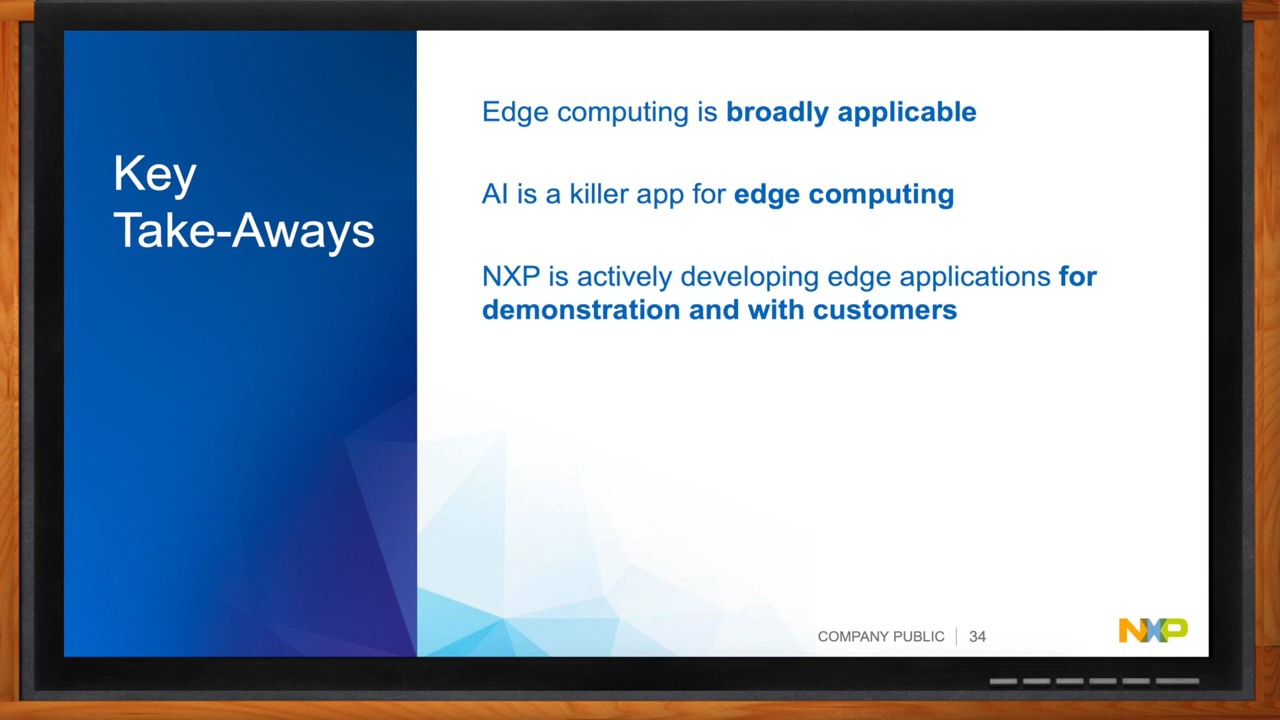 Key
Take-Aways
Edge computing is broadly applicable
AI is a killer app for edge computing
NXP is actively developing edge applications for
demonstration and with customers
COMPANY PUBLIC | 34
NXP